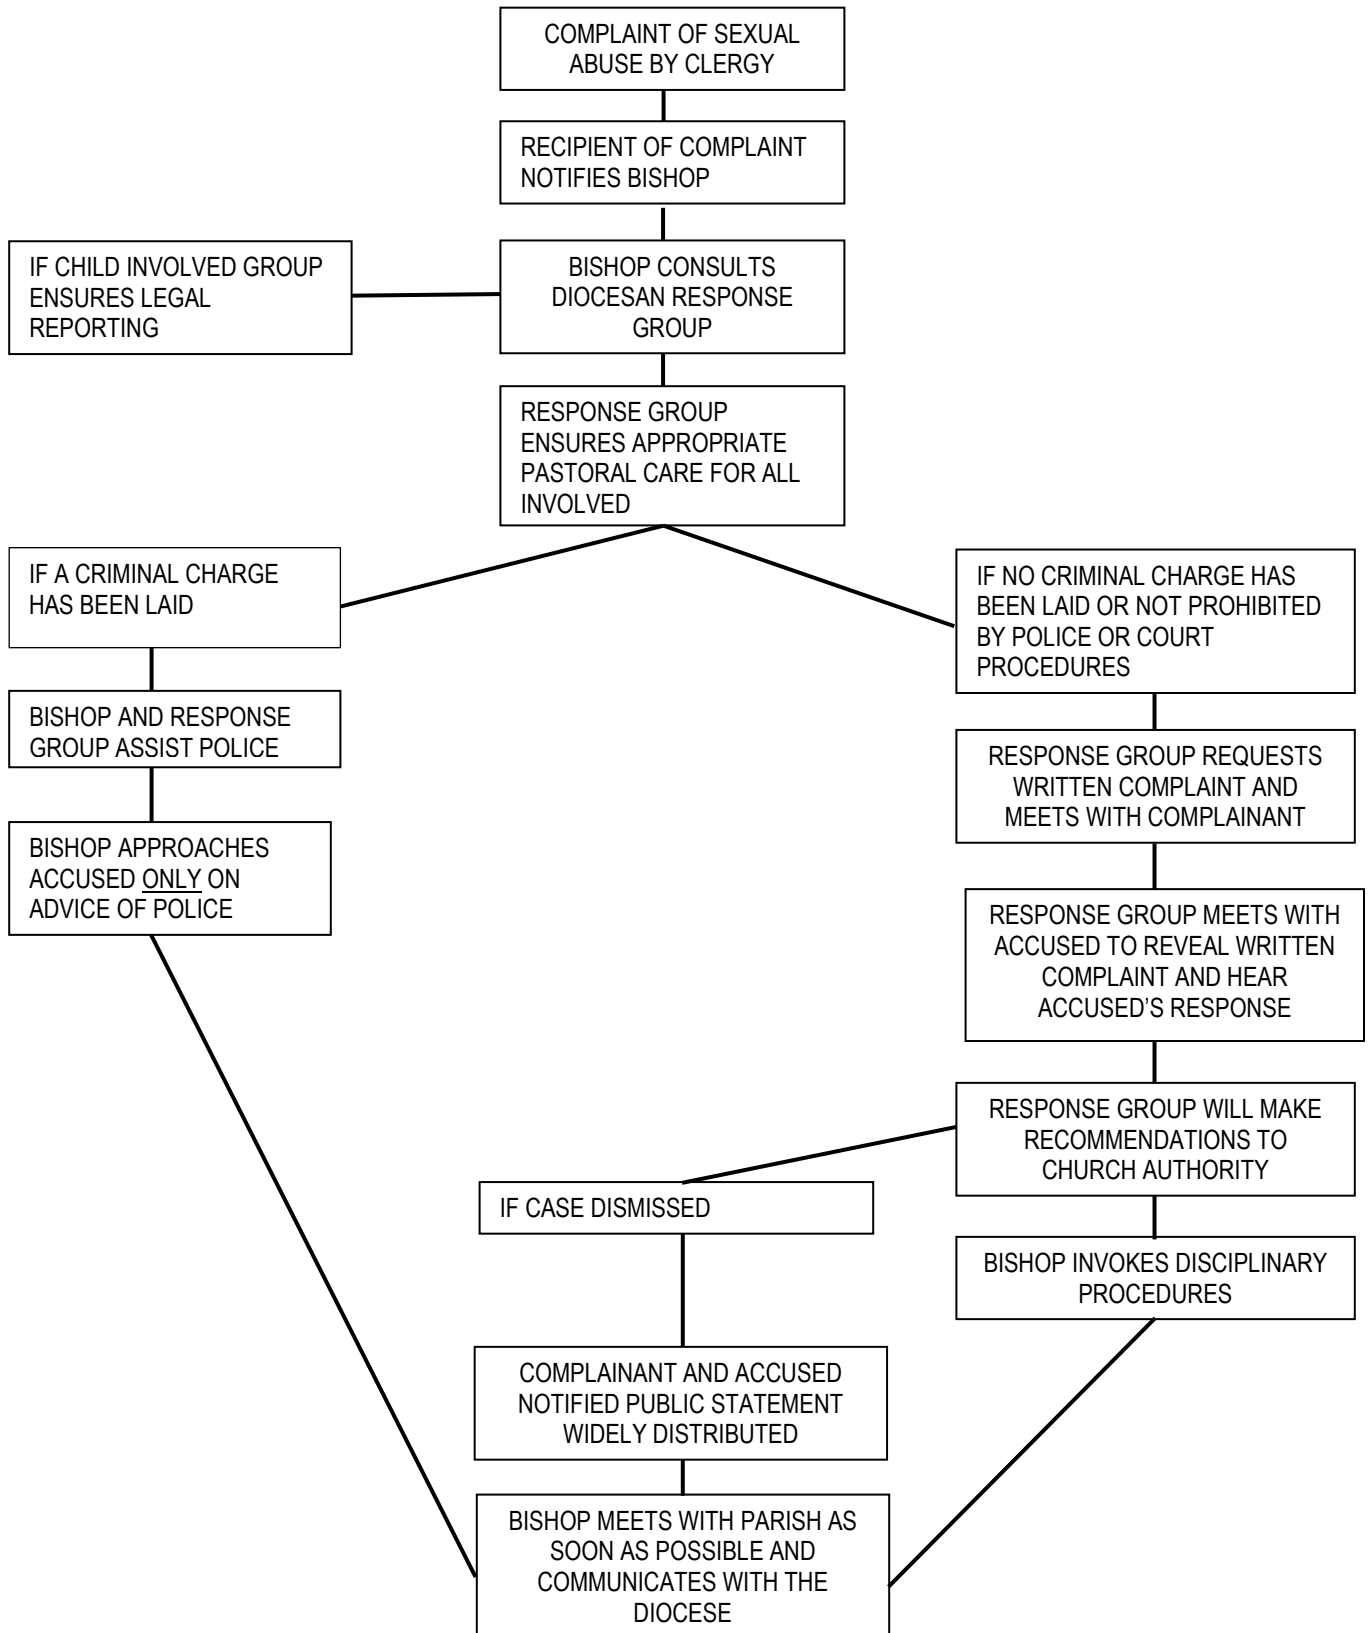 COMPLAINT OF SEXUAL
ABUSE BY CLERGY
RECIPIENT OF COMPLAINT
NOTIFIES BISHOP
IF CHILD INVOLVED GROUP
ENSURES LEGAL
REPORTING
BISHOP CONSULTS
DIOCESAN RESPONSE
GROUP
RESPONSE GROUP
ENSURES APPROPRIATE
PASTORAL CARE FOR ALL
INVOLVED
IF A CRIMINAL CHARGE
HAS BEEN LAID
BISHOP AND RESPONSE
GROUP ASSIST POLICE
BISHOP APPROACHES
ACCUSED ONLY ON
ADVICE OF POLICE
IF NO CRIMINAL CHARGE HAS
BEEN LAID OR NOT PROHIBITED
BY POLICE OR COURT
PROCEDURES
RESPONSE GROUP REQUESTS
WRITTEN COMPLAINT AND
MEETS WITH COMPLAINANT
RESPONSE GROUP MEETS WITH
ACCUSED TO REVEAL WRITTEN
COMPLAINT AND HEAR
ACCUSED’S RESPONSE
RESPONSE GROUP WILL MAKE
RECOMMENDATIONS TO
CHURCH AUTHORITY
IF CASE DISMISSED
BISHOP INVOKES DISCIPLINARY
PROCEDURES
COMPLAINANT AND ACCUSED
NOTIFIED PUBLIC STATEMENT
WIDELY DISTRIBUTED
BISHOP MEETS WITH PARISH AS
SOON AS POSSIBLE AND
COMMUNICATES WITH THE
DIOCESE